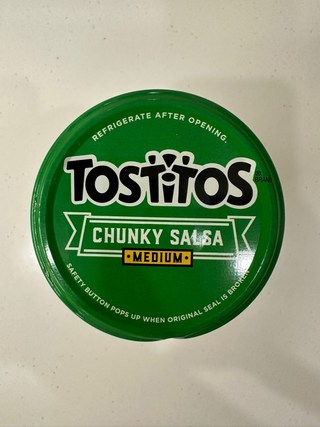 REFRIGERATE AFTER OPENING.
TOSTITOS
CHUNKY SALSA
• MEDIUM •
SAFETY BUTTON POPS UP WHEN ORIGINAL SEAL IS BROKEN